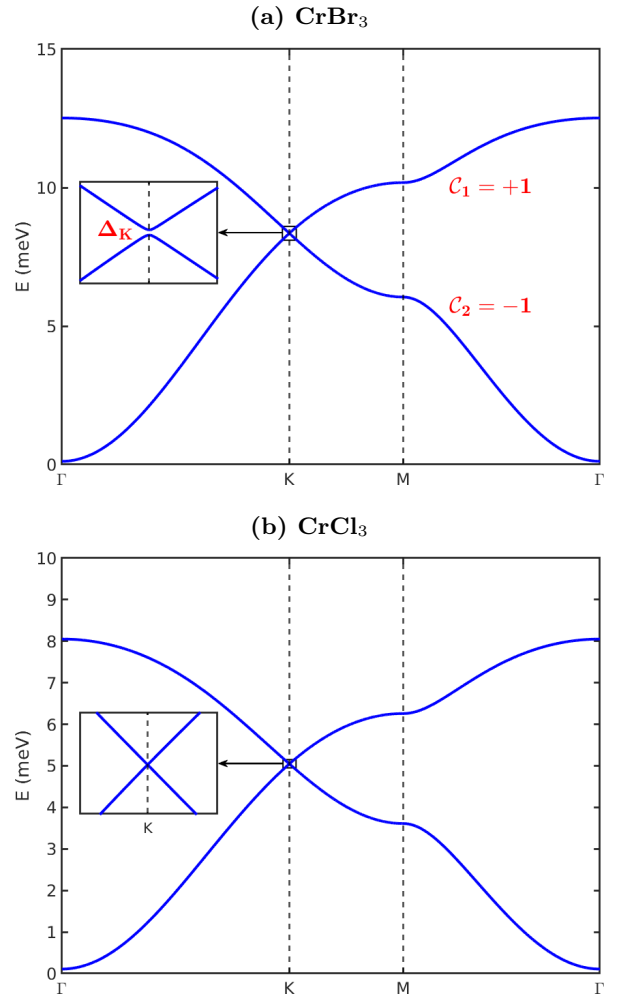 (a) CrBr₃
15
10
5
0
E (meV)
Δ_K
𝒞₁ = +1
𝒞₂ = −1
Γ
K
M
Γ
(b) CrCl₃
10
9
8
7
6
5
4
3
2
1
0
E (meV)
K
Γ
K
M
Γ